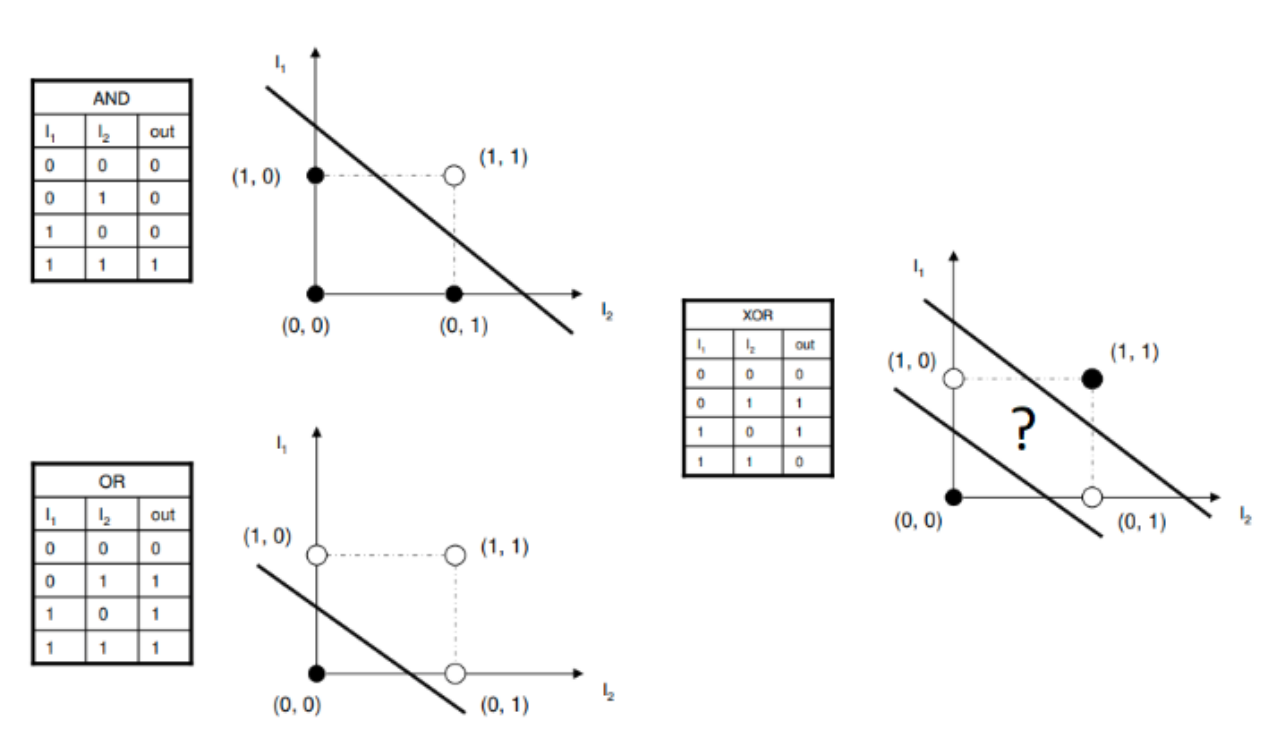 AND
I1 I2 out
0 0 0
0 1 0
1 0 0
1 1 1
I1
(1, 0)
(1, 1)
(0, 0)
(0, 1)
I2
OR
I1 I2 out
0 0 0
0 1 1
1 0 1
1 1 1
I1
(1, 0)
(1, 1)
(0, 0)
(0, 1)
I2
XOR
I1 I2 out
0 0 0
0 1 1
1 0 1
1 1 0
I1
(1, 0)
(1, 1)
?
(0, 0)
(0, 1)
I2